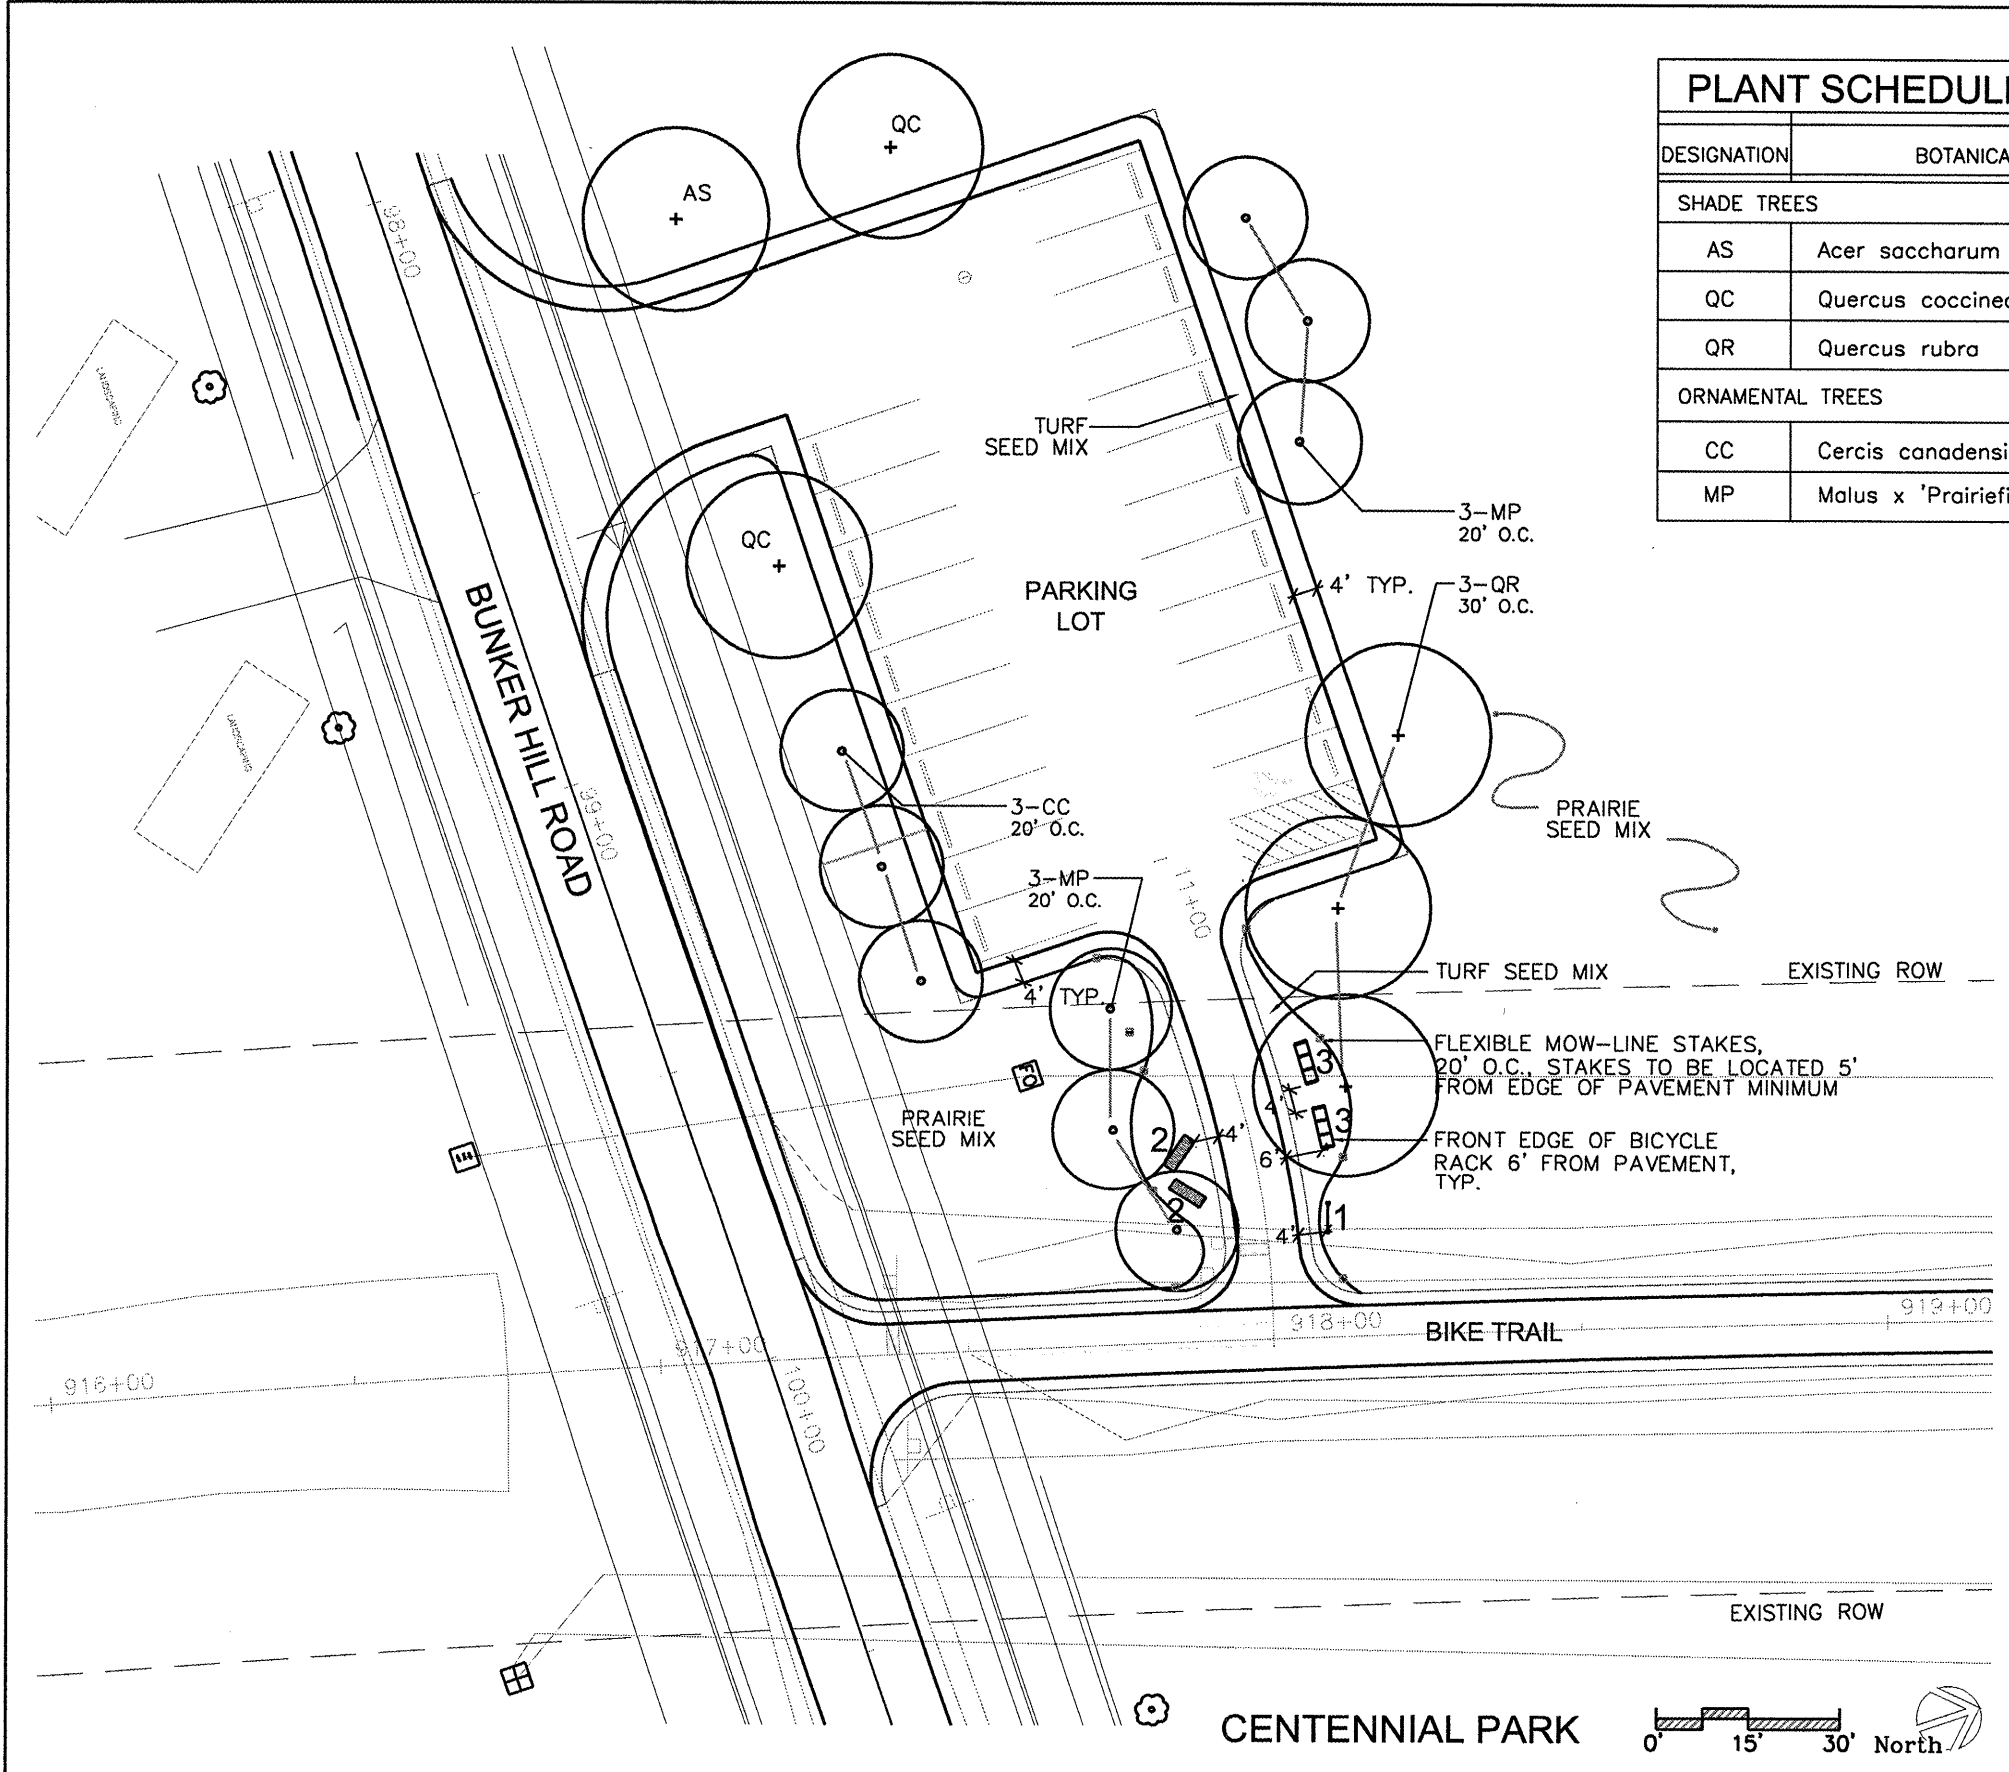 PLANT SCHEDUL
DESIGNATION
BOTANICA
SHADE TREES
AS
Acer saccharum
QC
Quercus coccine
QR
Quercus rubra
ORNAMENTAL TREES
CC
Cercis canadensi
MP
Malus x 'Prairiefi
QC
AS
98+00
LANDSCAPING
TURF
SEED MIX
3-MP
20' O.C.
QC
4' TYP.
3-QR
30' O.C.
PARKING
LOT
BUNKER HILL ROAD
LANDSCAPING
99+00
3-CC
20' O.C.
PRAIRIE
SEED MIX
3-MP
20' O.C.
11+00
4' TYP.
TURF SEED MIX
EXISTING ROW
FLEXIBLE MOW-LINE STAKES,
20' O.C., STAKES TO BE LOCATED 5'
FROM EDGE OF PAVEMENT MINIMUM
FO
3
4'
PRAIRIE
SEED MIX
2
4'
3
6'
FRONT EDGE OF BICYCLE
RACK 6' FROM PAVEMENT,
TYP.
2
4'
1
916+00
917+00
918+00
919+00
BIKE TRAIL
100+00
EXISTING ROW
CENTENNIAL PARK
0' 15' 30'
North